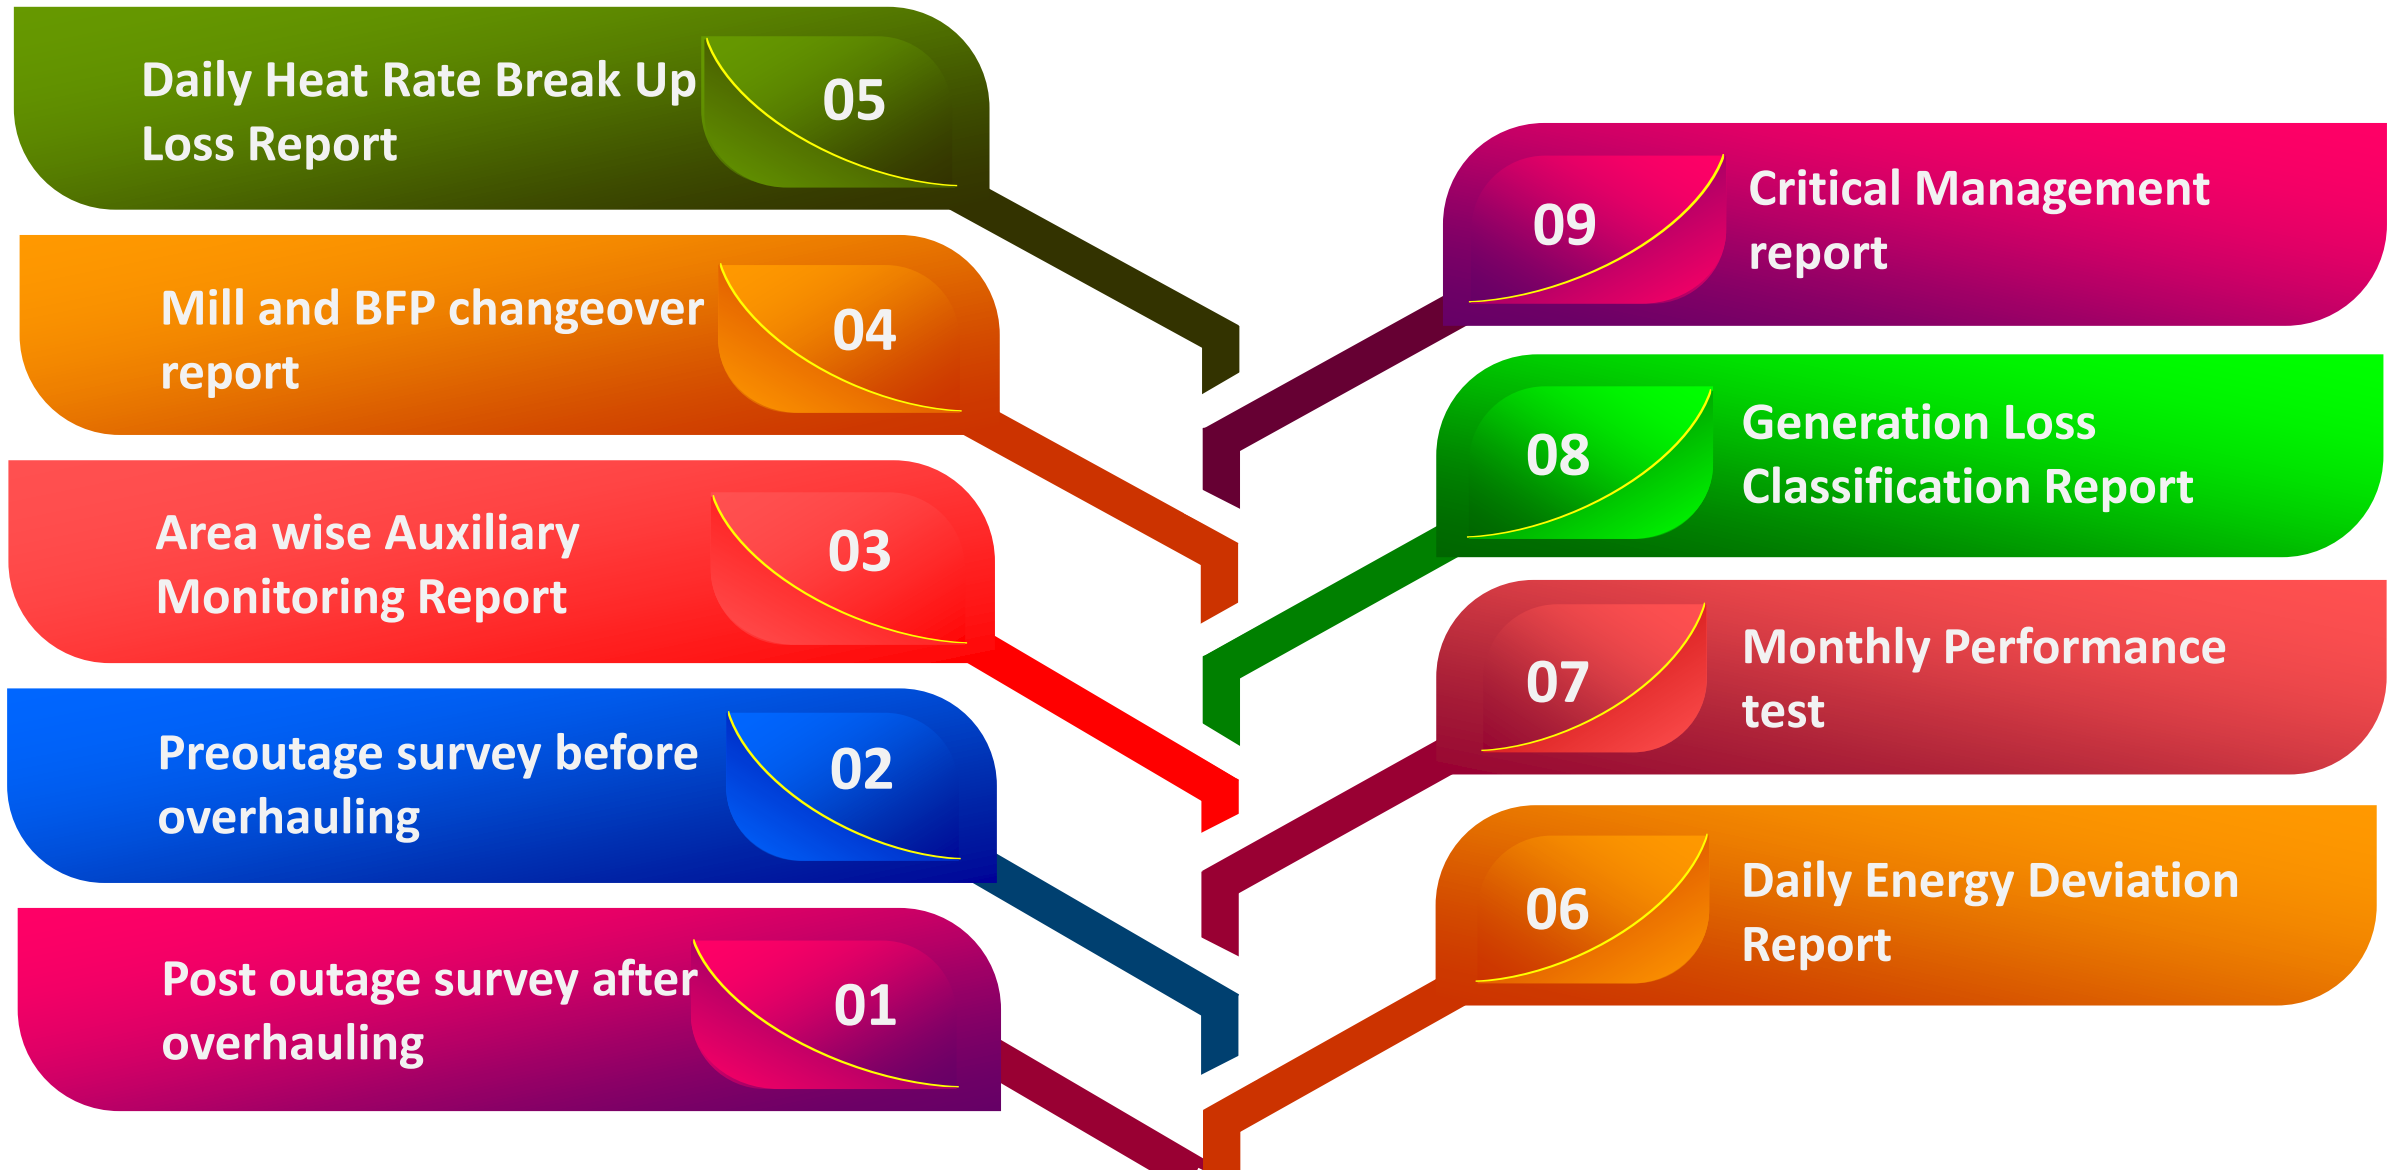 Daily Heat Rate Break Up
Loss Report
05
Mill and BFP changeover
report
04
Area wise Auxiliary
Monitoring Report
03
Preoutage survey before
overhauling
02
Post outage survey after
overhauling
01
09
Critical Management
report
08
Generation Loss
Classification Report
07
Monthly Performance
test
06
Daily Energy Deviation
Report